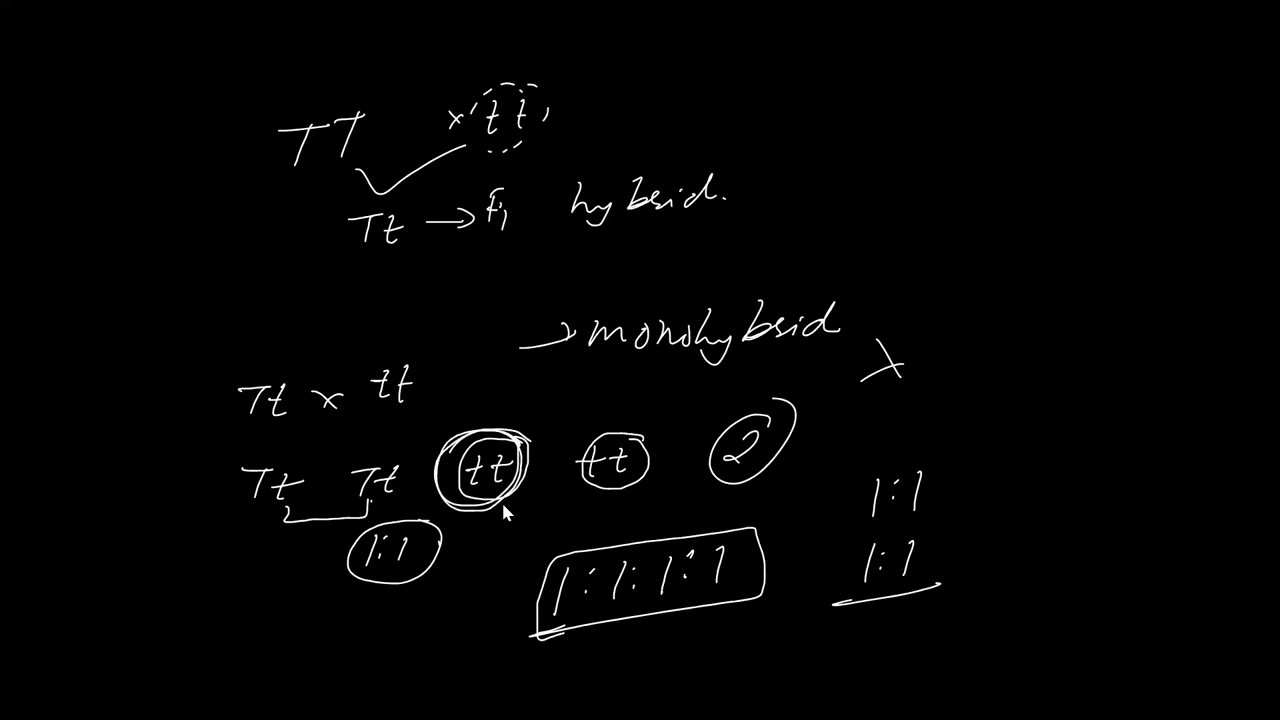 TT × tt
Tt → F1 hybrid.
→ monohybrid
Tt × tt
Tt Tt tt tt 2
1:1
1:1
1:1:1:1
1:1